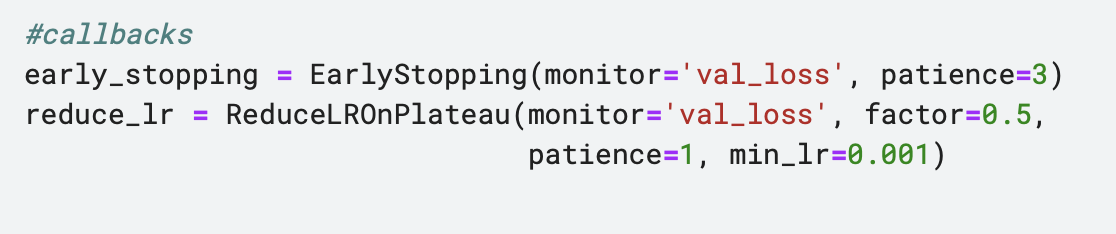 #callbacks
early_stopping = EarlyStopping(monitor='val_loss', patience=3)
reduce_lr = ReduceLROnPlateau(monitor='val_loss', factor=0.5,
                              patience=1, min_lr=0.001)